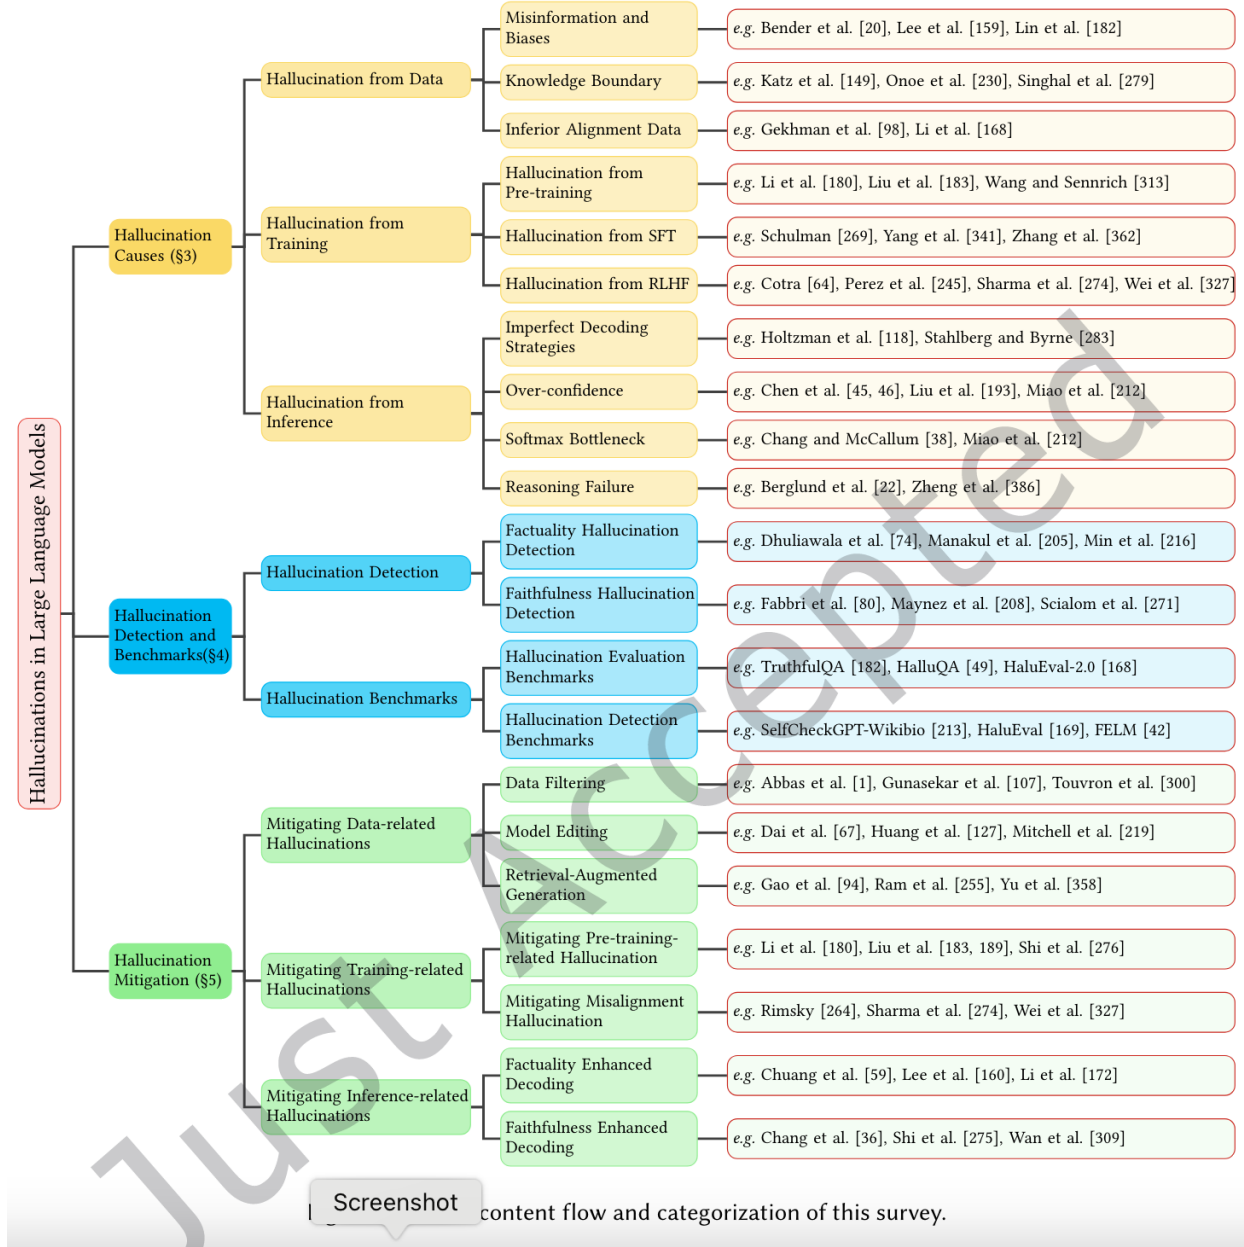 Hallucinations in Large Language Models
Hallucination
Causes (§3)
Hallucination from Data
Misinformation and
Biases
e.g. Bender et al. [20], Lee et al. [159], Lin et al. [182]
Knowledge Boundary
e.g. Katz et al. [149], Onoe et al. [230], Singhal et al. [279]
Inferior Alignment Data
e.g. Gekhman et al. [98], Li et al. [168]
Hallucination from
Training
Hallucination from
Pre-training
e.g. Li et al. [180], Liu et al. [183], Wang and Sennrich [313]
Hallucination from SFT
e.g. Schulman [269], Yang et al. [341], Zhang et al. [362]
Hallucination from RLHF
e.g. Cotra [64], Perez et al. [245], Sharma et al. [274], Wei et al. [327]
Hallucination from
Inference
Imperfect Decoding
Strategies
e.g. Holtzman et al. [118], Stahlberg and Byrne [283]
Over-confidence
e.g. Chen et al. [45, 46], Liu et al. [193], Miao et al. [212]
Softmax Bottleneck
e.g. Chang and McCallum [38], Miao et al. [212]
Reasoning Failure
e.g. Berglund et al. [22], Zheng et al. [386]
Hallucination
Detection and
Benchmarks(§4)
Hallucination Detection
Factuality Hallucination
Detection
e.g. Dhuliawala et al. [74], Manakul et al. [205], Min et al. [216]
Faithfulness Hallucination
Detection
e.g. Fabbri et al. [80], Maynez et al. [208], Scialom et al. [271]
Hallucination Benchmarks
Hallucination Evaluation
Benchmarks
e.g. TruthfulQA [182], HalluQA [49], HaluEval-2.0 [168]
Hallucination Detection
Benchmarks
e.g. SelfCheckGPT-Wikibio [213], HaluEval [169], FELM [42]
Hallucination
Mitigation (§5)
Mitigating Data-related
Hallucinations
Data Filtering
e.g. Abbas et al. [1], Gunasekar et al. [107], Touvron et al. [300]
Model Editing
e.g. Dai et al. [67], Huang et al. [127], Mitchell et al. [219]
Retrieval-Augmented
Generation
e.g. Gao et al. [94], Ram et al. [255], Yu et al. [358]
Mitigating Training-related
Hallucinations
Mitigating Pre-training-
related Hallucination
e.g. Li et al. [180], Liu et al. [183, 189], Shi et al. [276]
Mitigating Misalignment
Hallucination
e.g. Rimsky [264], Sharma et al. [274], Wei et al. [327]
Mitigating Inference-related
Hallucinations
Factuality Enhanced
Decoding
e.g. Chuang et al. [59], Lee et al. [160], Li et al. [172]
Faithfulness Enhanced
Decoding
e.g. Chang et al. [36], Shi et al. [275], Wan et al. [309]
Just Accepted
Screenshot
content flow and categorization of this survey.